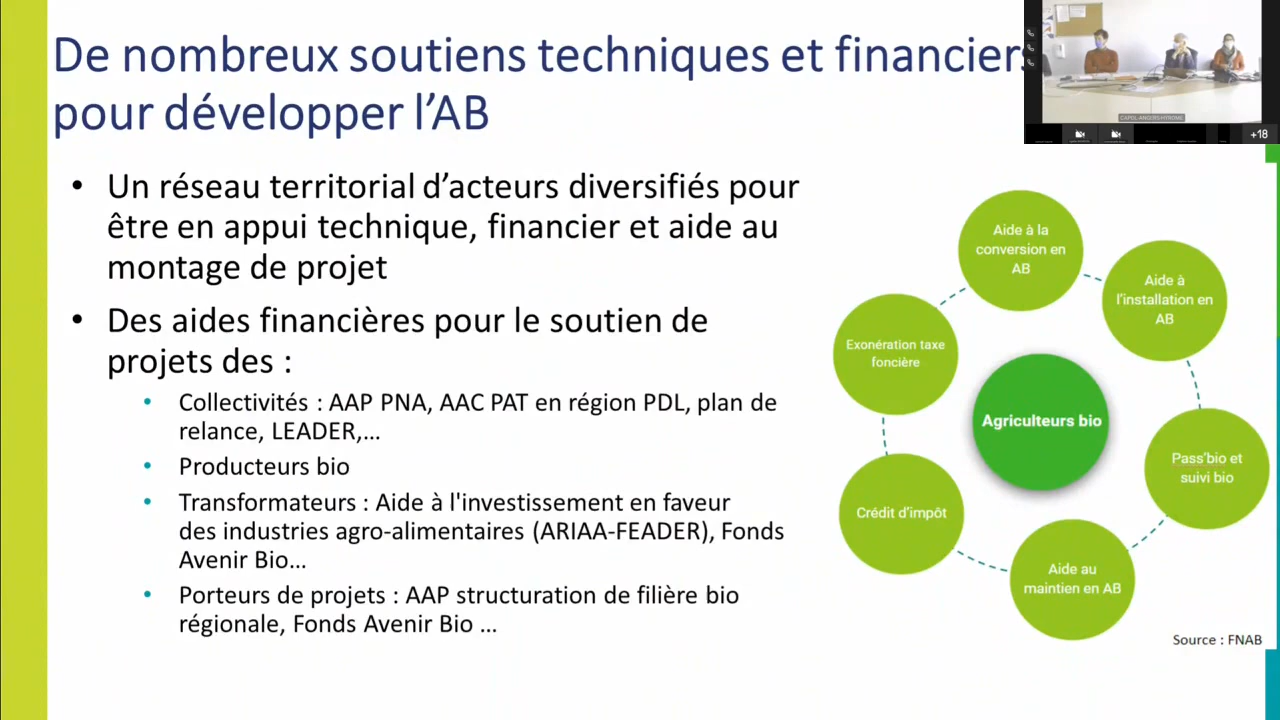 De nombreux soutiens techniques et financiers
pour développer l’AB
• Un réseau territorial d’acteurs diversifiés pour
être en appui technique, financier et aide au
montage de projet
• Des aides financières pour le soutien de
projets des :
• Collectivités : AAP PNA, AAC PAT en région PDL, plan de
relance, LEADER,...
• Producteurs bio
• Transformateurs : Aide à l'investissement en faveur
des industries agro-alimentaires (ARIAA-FEADER), Fonds
Avenir Bio...
• Porteurs de projets : AAP structuration de filière bio
régionale, Fonds Avenir Bio ...
Aide à la
conversion en
AB
Aide à
l’installation en
AB
Exonération taxe
foncière
Agriculteurs bio
Pass’bio et
suivi bio
Crédit d’impôt
Aide au
maintien en AB
Source : FNAB
+18